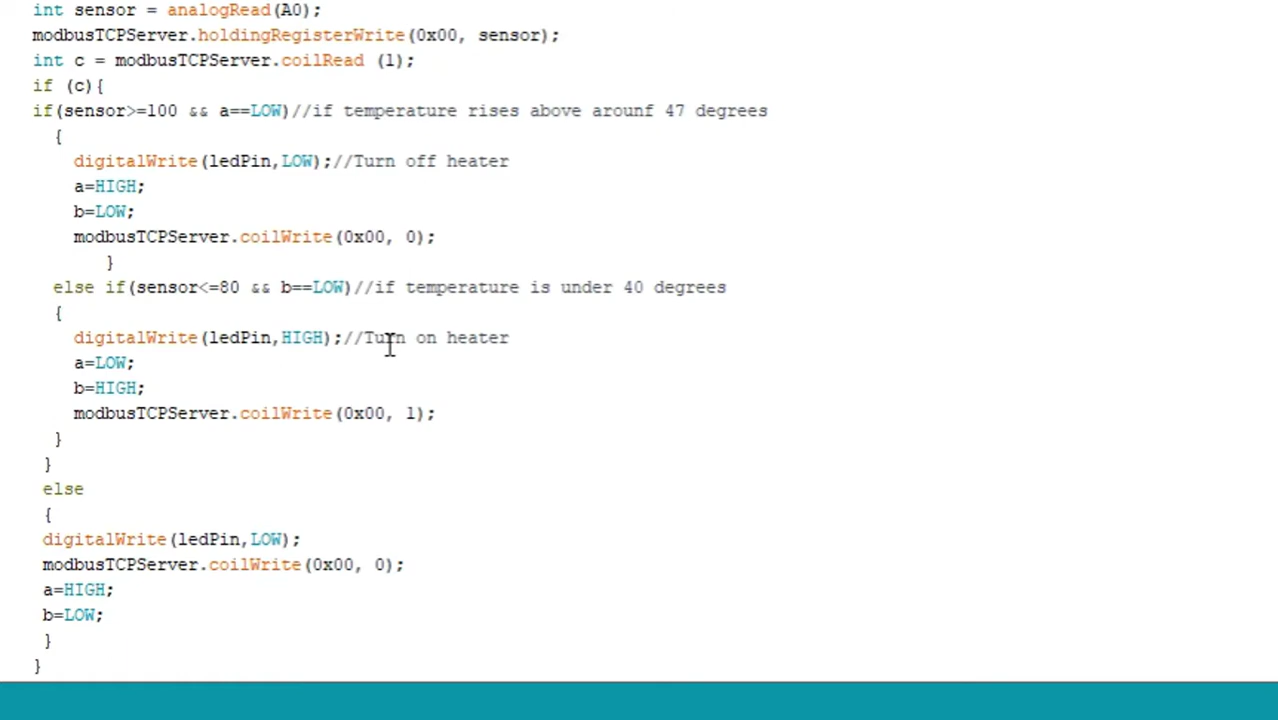 int sensor = analogRead(A0);
modbusTCPServer.holdingRegisterWrite(0x00, sensor);
int c = modbusTCPServer.coilRead (1);
if (c){
if(sensor>=100 && a==LOW)//if temperature rises above arounf 47 degrees
{
digitalWrite(ledPin,LOW);//Turn off heater
a=HIGH;
b=LOW;
modbusTCPServer.coilWrite(0x00, 0);
}
else if(sensor<=80 && b==LOW)//if temperature is under 40 degrees
{
digitalWrite(ledPin,HIGH);//Turn on heater
a=LOW;
b=HIGH;
modbusTCPServer.coilWrite(0x00, 1);
}
}
else
{
digitalWrite(ledPin,LOW);
modbusTCPServer.coilWrite(0x00, 0);
a=HIGH;
b=LOW;
}
}